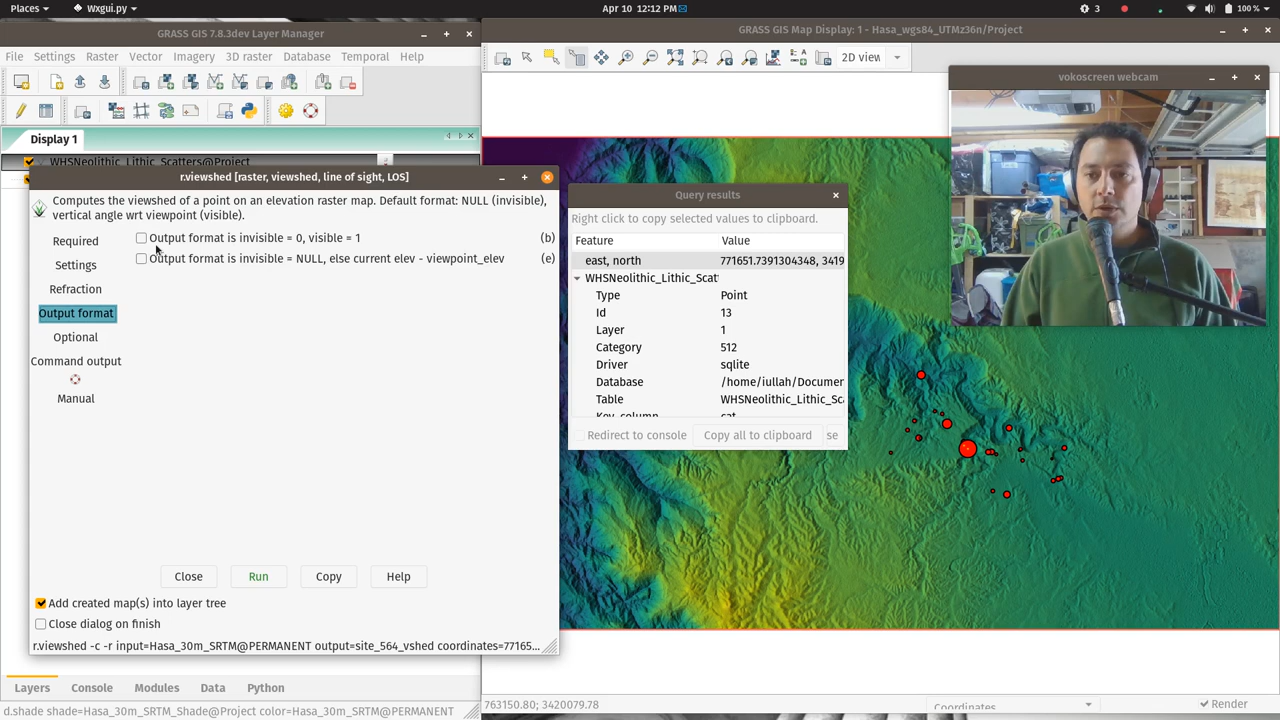 Places
Wxgui.py
Apr 10 12:12 PM
3
100 %
GRASS GIS 7.8.3dev Layer Manager
File Settings Raster Vector Imagery 3D raster Database Temporal Help
Display 1
WHSNeolithic_Lithic_Scatters@Project
r.viewshed [raster, viewshed, line of sight, LOS]
Computes the viewshed of a point on an elevation raster map. Default format: NULL (invisible),
vertical angle wrt viewpoint (visible).
Required
Settings
Refraction
Output format
Optional
Command output
Manual
Output format is invisible = 0, visible = 1 (b)
Output format is invisible = NULL, else current elev - viewpoint_elev (e)
Close Run Copy Help
Add created map(s) into layer tree
Close dialog on finish
r.viewshed -c -r input=Hasa_30m_SRTM@PERMANENT output=site_564_vshed coordinates=77165...
Layers Console Modules Data Python
d.shade shade=Hasa_30m_SRTM_Shade@Project color=Hasa_30m_SRTM@PERMANENT
GRASS GIS Map Display: 1 - Hasa_wgs84_UTMz36n/Project
2D view
vokoscreen webcam
Query results
Right click to copy selected values to clipboard.
Feature Value
east, north 771651.7391304348, 3419
WHSNeolithic_Lithic_Scat
Type Point
Id 13
Layer 1
Category 512
Driver sqlite
Database /home/iullah/Documen
Table WHSNeolithic_Lithic_Sca
Key_column cat
Redirect to console Copy all to clipboard se
763150.80; 3420079.78
Coordinates
Render